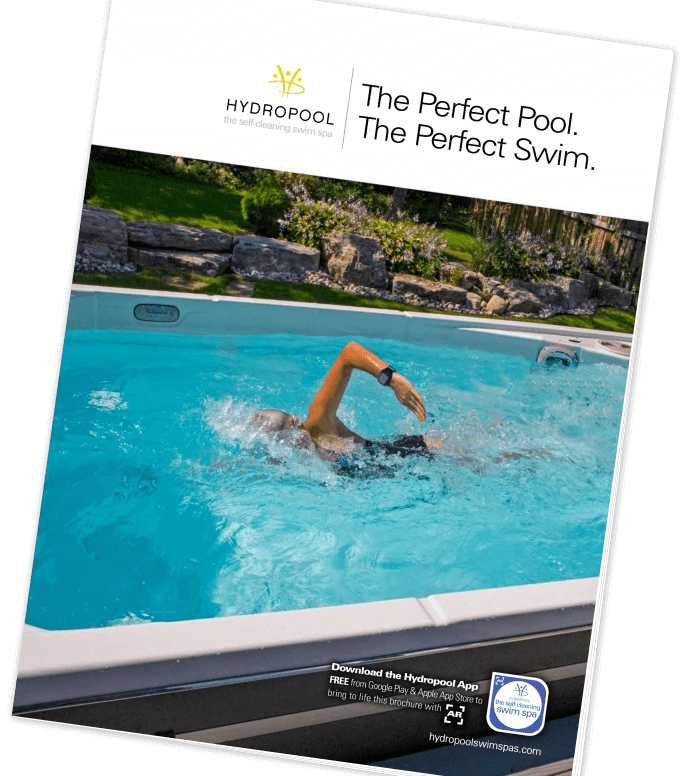 HYDROPOOL
the self-cleaning swim spa
The Perfect Pool.
The Perfect Swim.
Download the Hydropool App
FREE from Google Play & Apple App Store to
bring to life this brochure with
AR
HYDROPOOL
the self-cleaning
swim spa
hydropoolswimspas.com